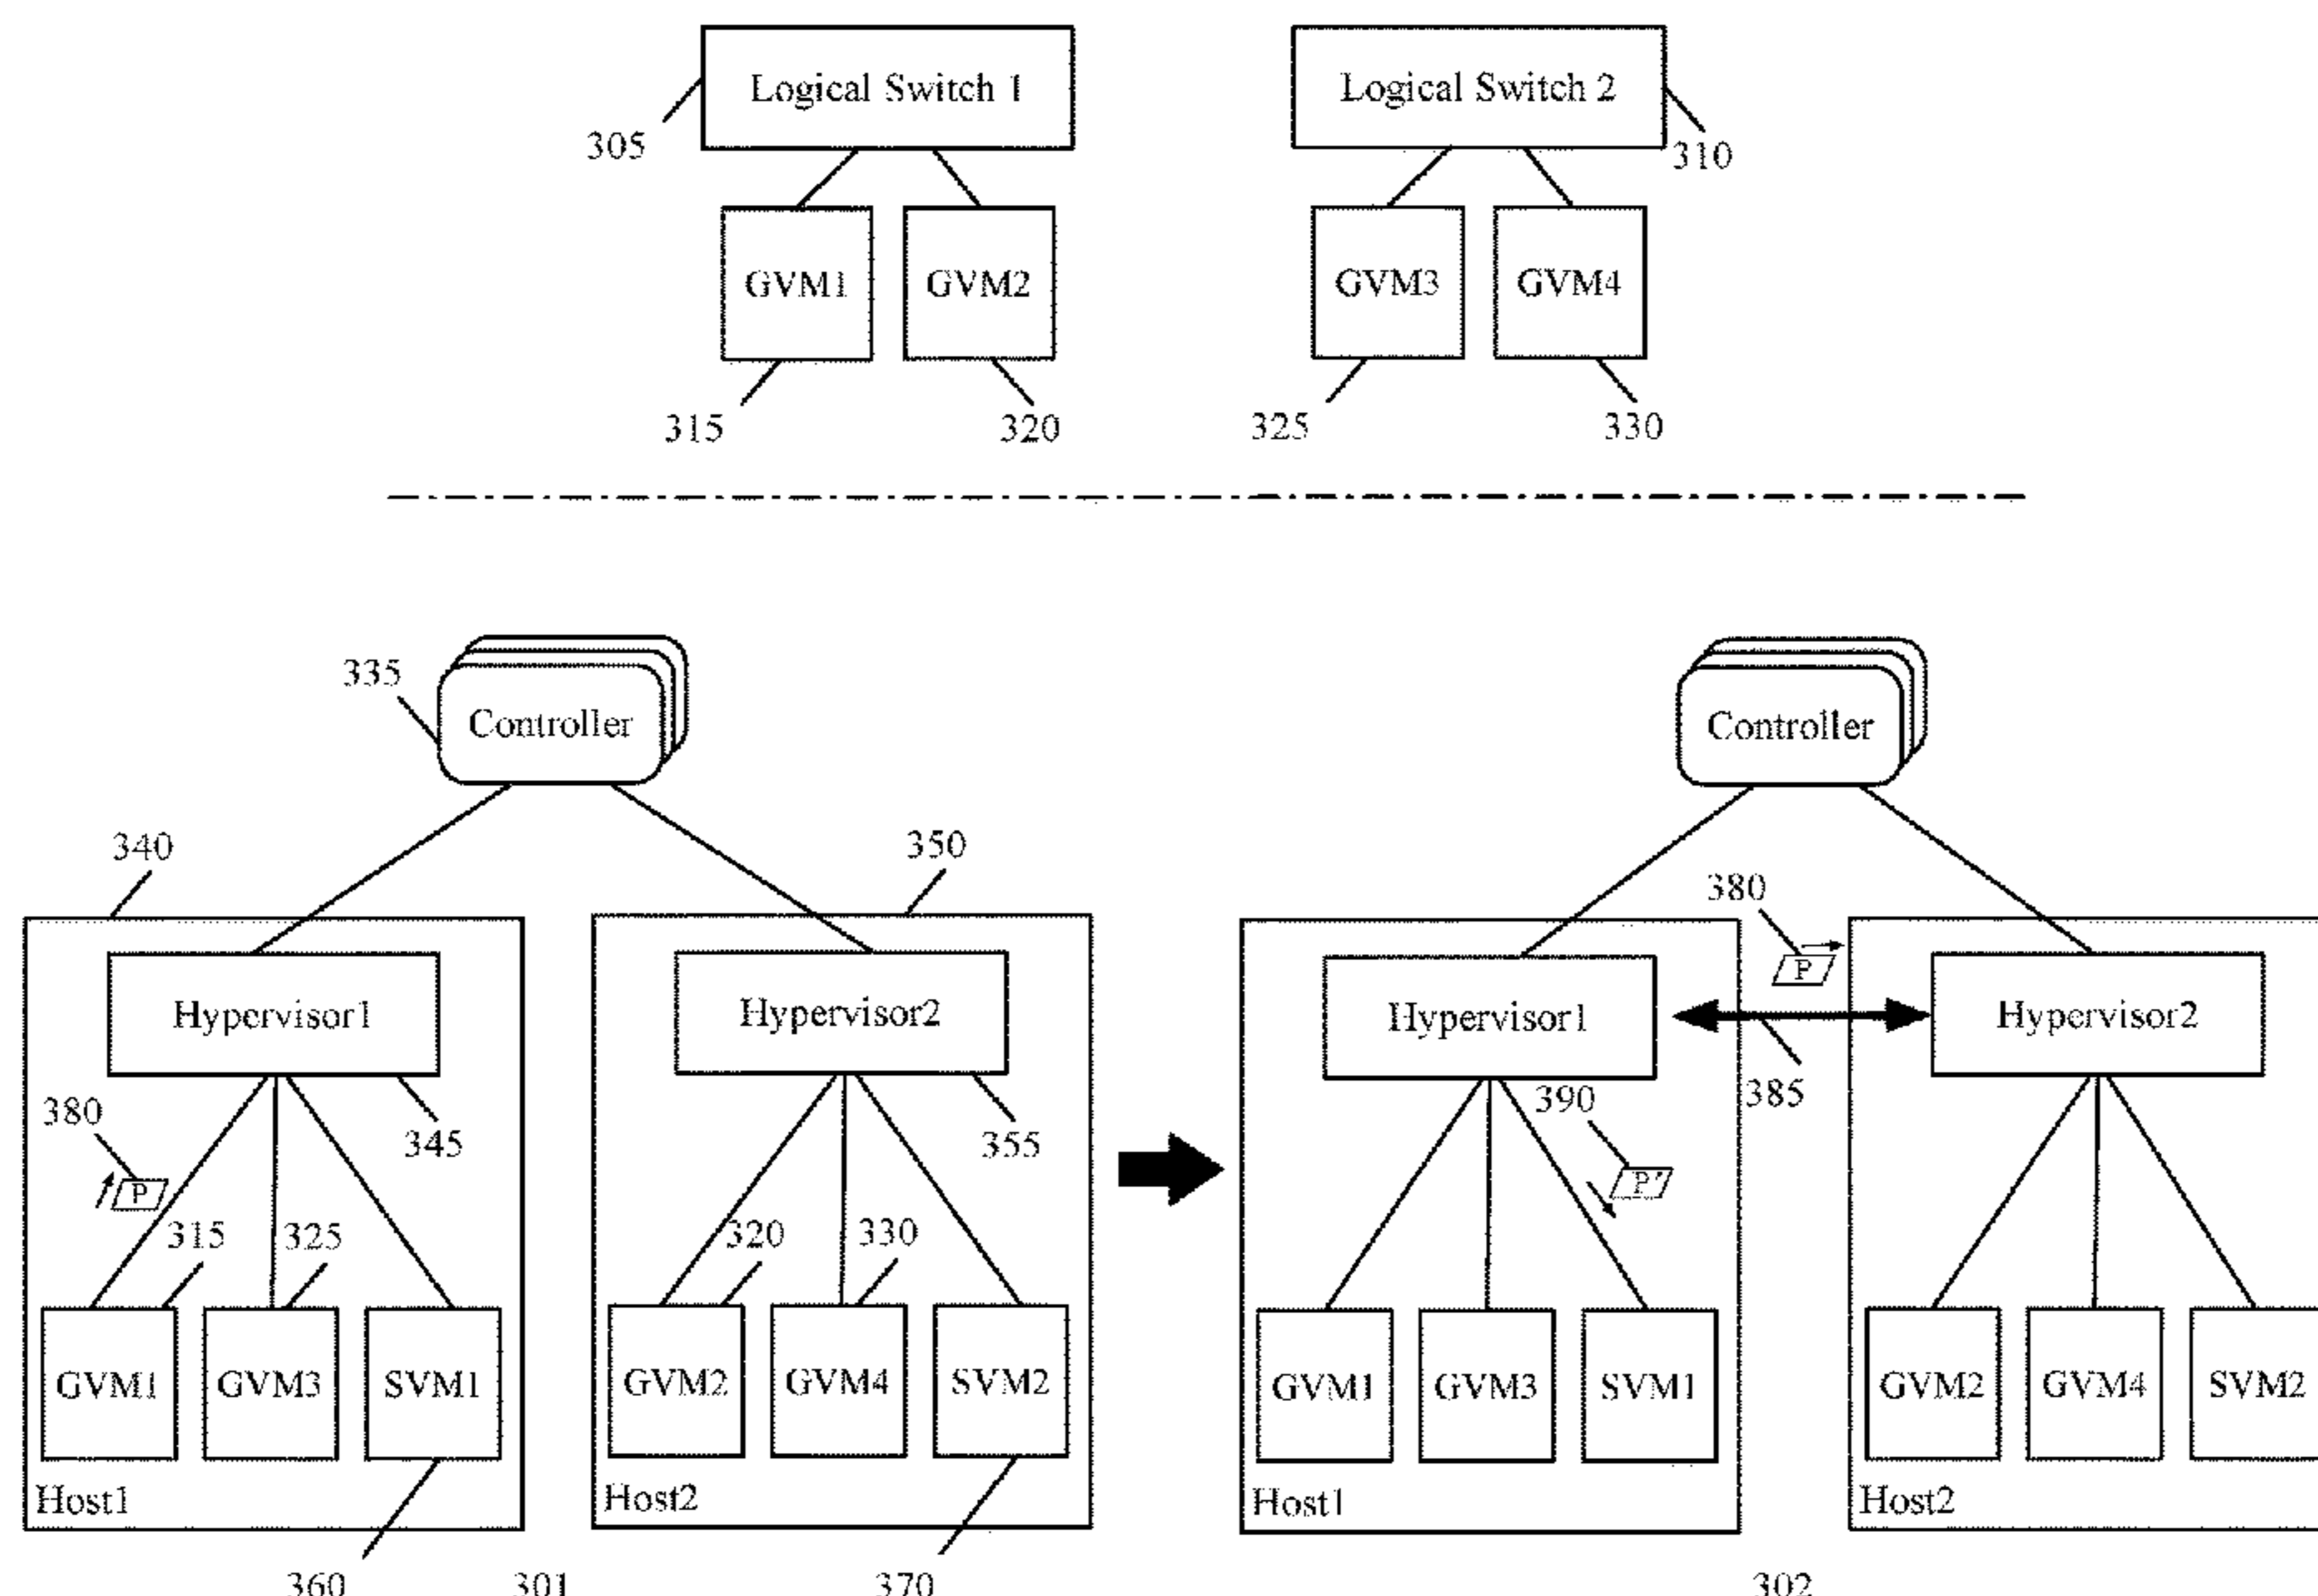 Logical Switch 1
Logical Switch 2
305
310
GVM1
GVM2
GVM3
GVM4
315
320
325
330
335
Controller
Controller
340
350
380
P
Hypervisor1
Hypervisor2
Hypervisor1
Hypervisor2
380
P
345
355
390
P'
385
315
325
320
330
GVM1
GVM3
SVM1
GVM2
GVM4
SVM2
GVM1
GVM3
SVM1
GVM2
GVM4
SVM2
Host1
Host2
Host1
Host2
360
301
370
302